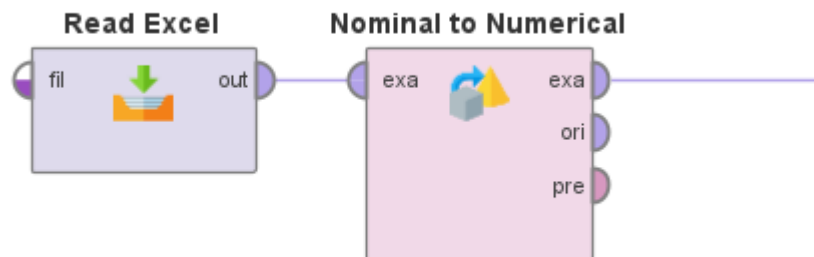 Read Excel
Nominal to Numerical
fil
out
exa
exa
ori
pre